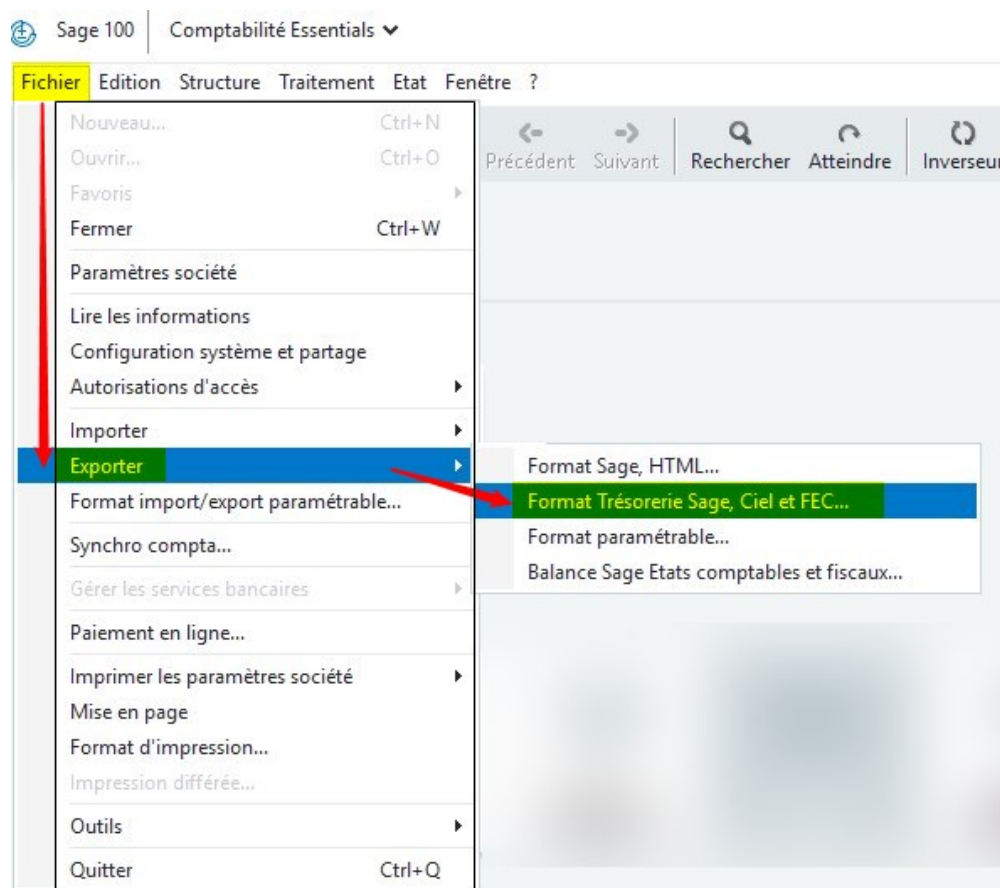 Sage 100 Comptabilité Essentials
Fichier Edition Structure Traitement Etat Fenêtre ?
Nouveau... Ctrl+N
Ouvrir... Ctrl+O
Favoris
Fermer Ctrl+W
Paramètres société
Lire les informations
Configuration système et partage
Autorisations d'accès
Importer
Exporter
Format import/export paramétrable...
Synchro compta...
Gérer les services bancaires
Paiement en ligne...
Imprimer les paramètres société
Mise en page
Format d'impression...
Impression différée...
Outils
Quitter Ctrl+Q
Précédent Suivant Rechercher Atteindre Inverseur
Format Sage, HTML...
Format Trésorerie Sage, Ciel et FEC...
Format paramétrable...
Balance Sage Etats comptables et fiscaux...